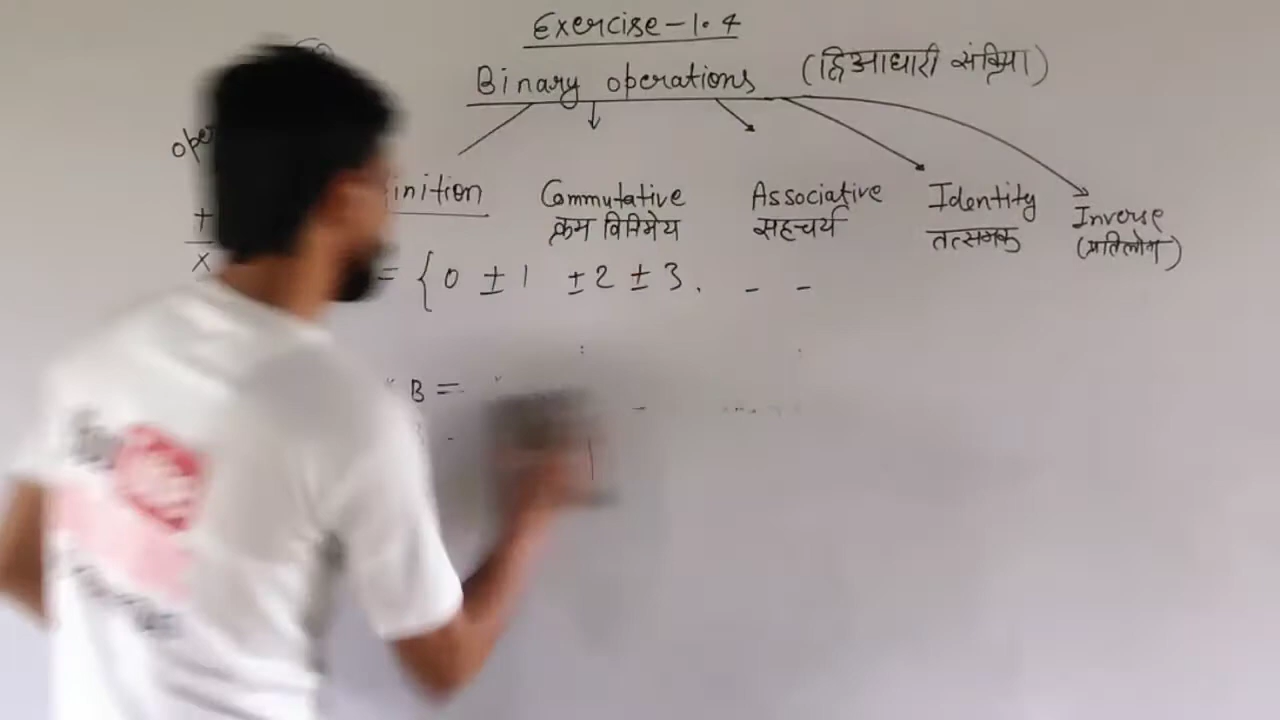 Exercise-1.4
Binary operations (द्विआधारी संक्रिया)
Commutative Associative Identity Inverse
क्रम विनिमेय सहचर्य तत्समक (प्रतिलोम)
+
x
= { 0 ±1 ±2 ±3. - -
B =